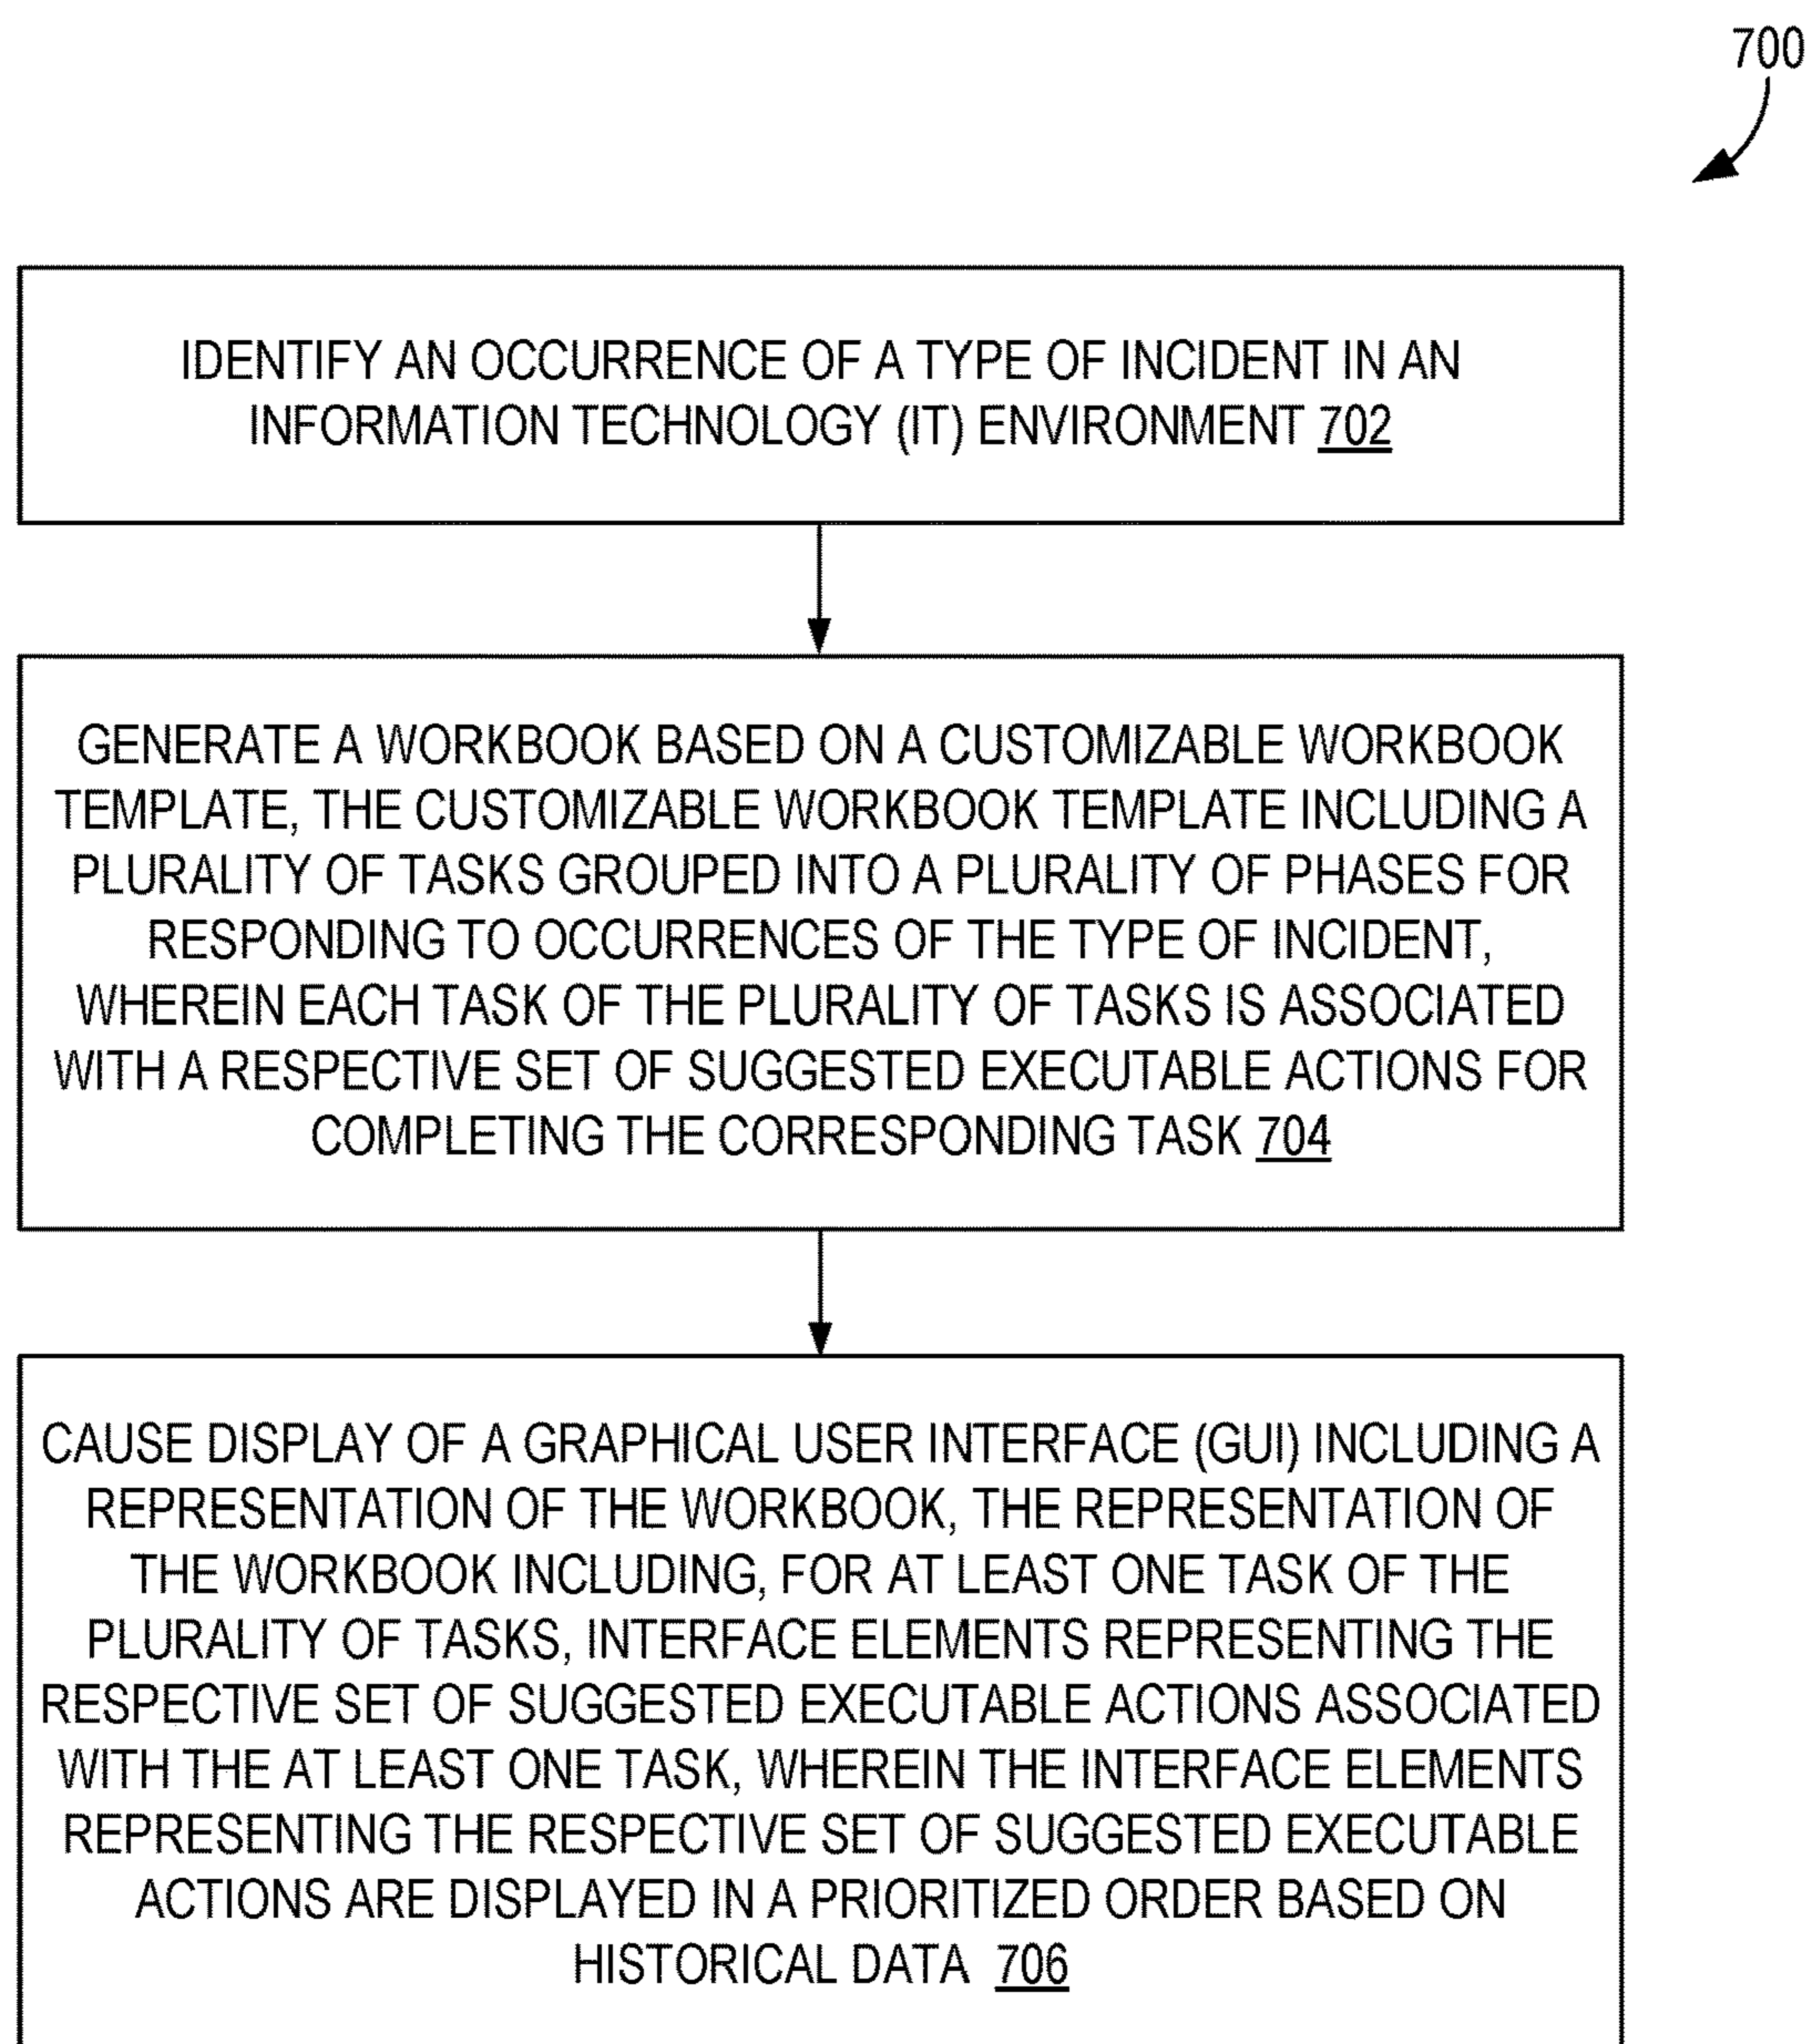 700
IDENTIFY AN OCCURRENCE OF A TYPE OF INCIDENT IN AN
INFORMATION TECHNOLOGY (IT) ENVIRONMENT 702
GENERATE A WORKBOOK BASED ON A CUSTOMIZABLE WORKBOOK
TEMPLATE, THE CUSTOMIZABLE WORKBOOK TEMPLATE INCLUDING A
PLURALITY OF TASKS GROUPED INTO A PLURALITY OF PHASES FOR
RESPONDING TO OCCURRENCES OF THE TYPE OF INCIDENT,
WHEREIN EACH TASK OF THE PLURALITY OF TASKS IS ASSOCIATED
WITH A RESPECTIVE SET OF SUGGESTED EXECUTABLE ACTIONS FOR
COMPLETING THE CORRESPONDING TASK 704
CAUSE DISPLAY OF A GRAPHICAL USER INTERFACE (GUI) INCLUDING A
REPRESENTATION OF THE WORKBOOK, THE REPRESENTATION OF
THE WORKBOOK INCLUDING, FOR AT LEAST ONE TASK OF THE
PLURALITY OF TASKS, INTERFACE ELEMENTS REPRESENTING THE
RESPECTIVE SET OF SUGGESTED EXECUTABLE ACTIONS ASSOCIATED
WITH THE AT LEAST ONE TASK, WHEREIN THE INTERFACE ELEMENTS
REPRESENTING THE RESPECTIVE SET OF SUGGESTED EXECUTABLE
ACTIONS ARE DISPLAYED IN A PRIORITIZED ORDER BASED ON
HISTORICAL DATA 706